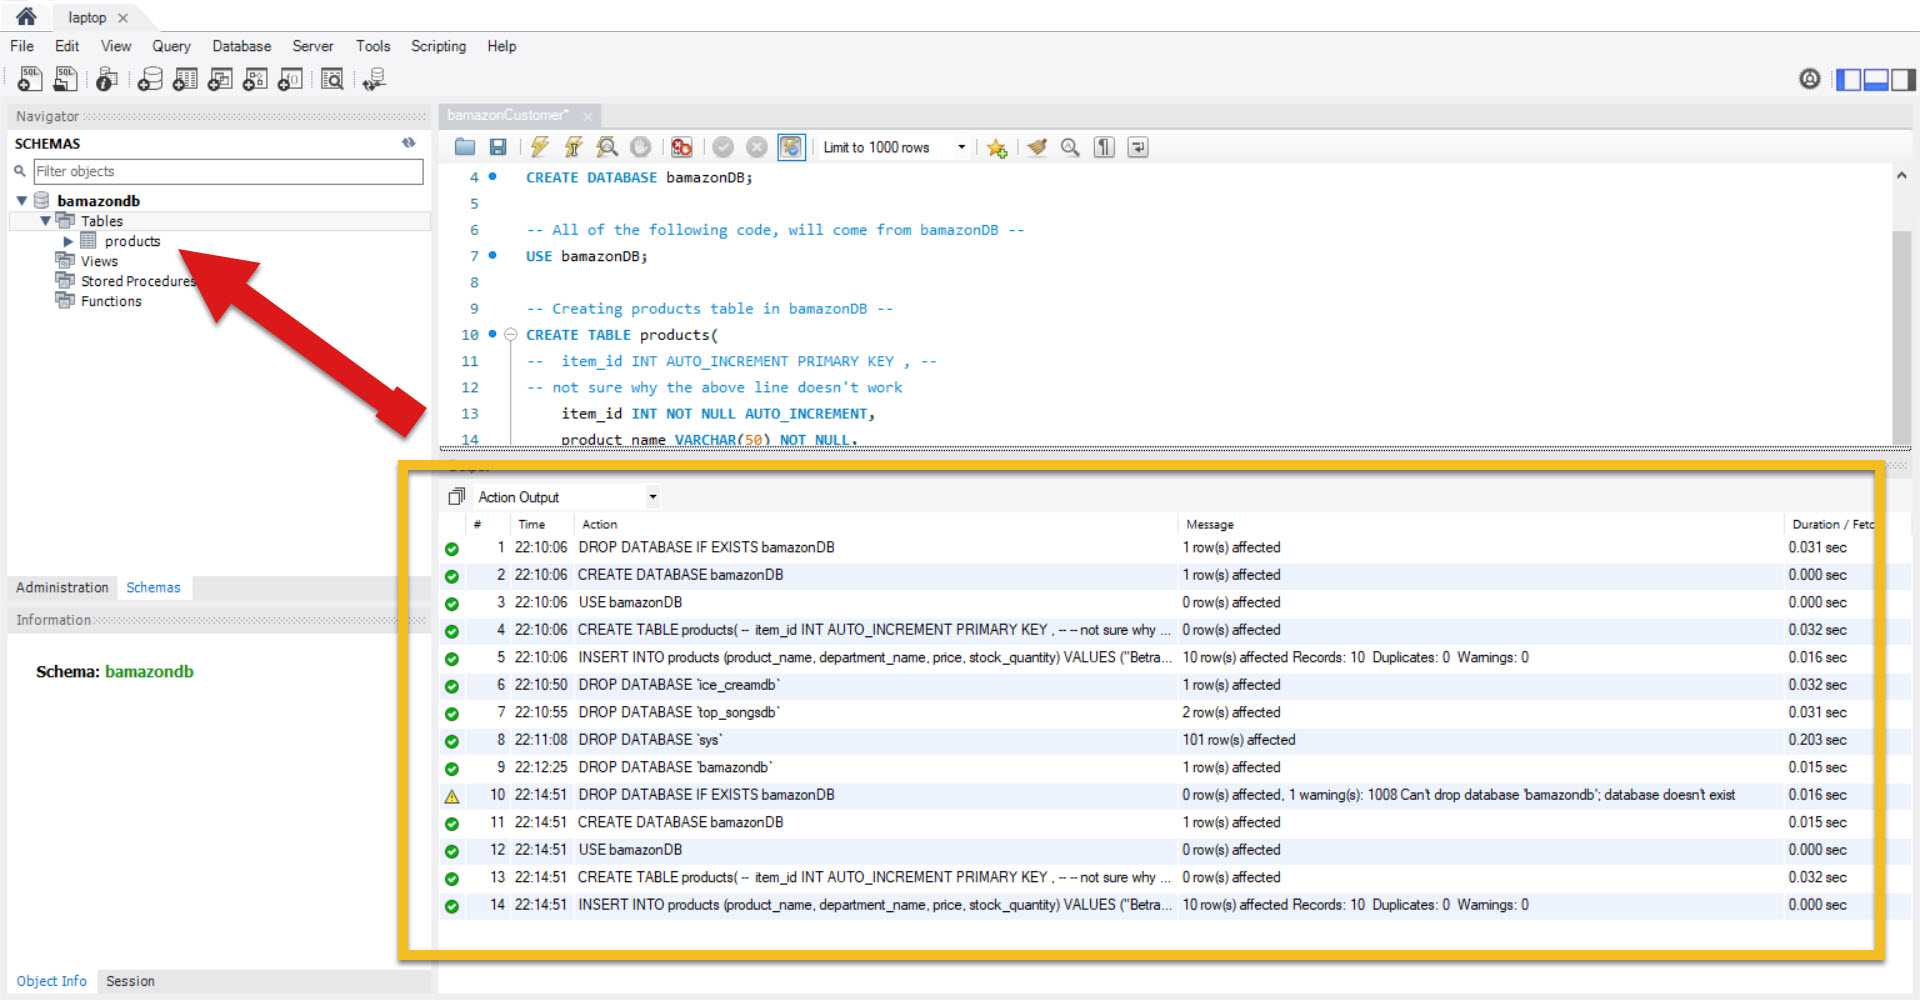 laptop
File Edit View Query Database Server Tools Scripting Help
Navigator
SCHEMAS
Filter objects
bamazondb
Tables
products
Views
Stored Procedures
Functions
Administration Schemas
Information
Schema: bamazondb
Object Info Session
bamazonCustomer*
Limit to 1000 rows
4 CREATE DATABASE bamazonDB;
5
6 -- All of the following code, will come from bamazonDB --
7 USE bamazonDB;
8
9 -- Creating products table in bamazonDB --
10 CREATE TABLE products(
11 -- item_id INT AUTO_INCREMENT PRIMARY KEY , --
12 -- not sure why the above line doesn't work
13 item_id INT NOT NULL AUTO_INCREMENT,
14 product_name VARCHAR(50) NOT NULL,
Output
Action Output
# Time Action Message Duration / Fetc
1 22:10:06 DROP DATABASE IF EXISTS bamazonDB 1 row(s) affected 0.031 sec
2 22:10:06 CREATE DATABASE bamazonDB 1 row(s) affected 0.000 sec
3 22:10:06 USE bamazonDB 0 row(s) affected 0.000 sec
4 22:10:06 CREATE TABLE products( -- item_id INT AUTO_INCREMENT PRIMARY KEY , -- -- not sure why ... 0 row(s) affected 0.032 sec
5 22:10:06 INSERT INTO products (product_name, department_name, price, stock_quantity) VALUES ("Betra... 10 row(s) affected Records: 10 Duplicates: 0 Warnings: 0 0.016 sec
6 22:10:50 DROP DATABASE `ice_creamdb` 1 row(s) affected 0.032 sec
7 22:10:55 DROP DATABASE `top_songsdb` 2 row(s) affected 0.031 sec
8 22:11:08 DROP DATABASE `sys` 101 row(s) affected 0.203 sec
9 22:12:25 DROP DATABASE `bamazondb` 1 row(s) affected 0.015 sec
10 22:14:51 DROP DATABASE IF EXISTS bamazonDB 0 row(s) affected, 1 warning(s): 1008 Can't drop database 'bamazondb'; database doesn't exist 0.016 sec
11 22:14:51 CREATE DATABASE bamazonDB 1 row(s) affected 0.015 sec
12 22:14:51 USE bamazonDB 0 row(s) affected 0.000 sec
13 22:14:51 CREATE TABLE products( -- item_id INT AUTO_INCREMENT PRIMARY KEY , -- -- not sure why ... 0 row(s) affected 0.032 sec
14 22:14:51 INSERT INTO products (product_name, department_name, price, stock_quantity) VALUES ("Betra... 10 row(s) affected Records: 10 Duplicates: 0 Warnings: 0 0.000 sec